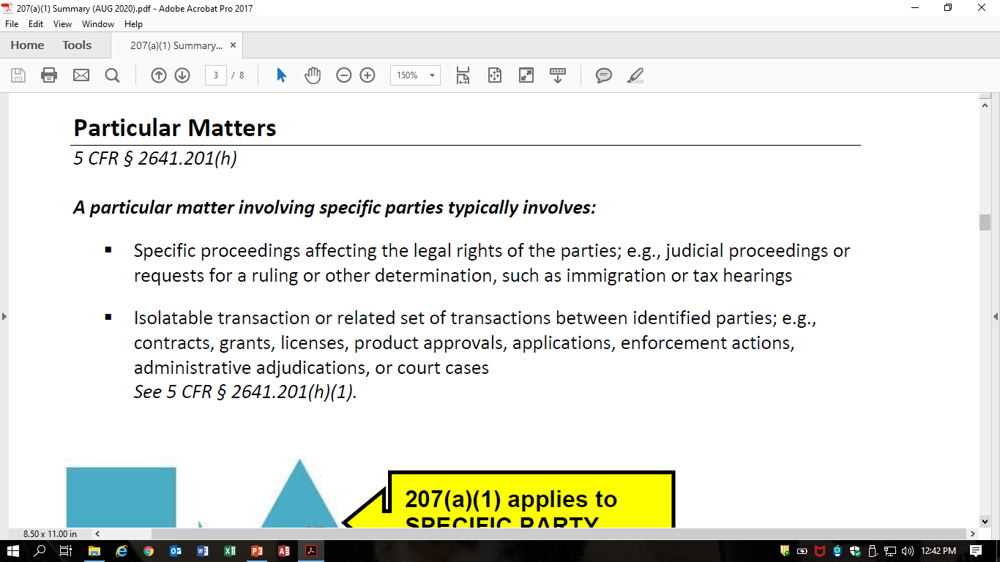 207(a)(1) Summary (AUG 2020).pdf - Adobe Acrobat Pro 2017
File Edit View Window Help
Home Tools 207(a)(1) Summary... ×
3 / 8 150%
Particular Matters
5 CFR § 2641.201(h)
A particular matter involving specific parties typically involves:
▪ Specific proceedings affecting the legal rights of the parties; e.g., judicial proceedings or
requests for a ruling or other determination, such as immigration or tax hearings
▪ Isolatable transaction or related set of transactions between identified parties; e.g.,
contracts, grants, licenses, product approvals, applications, enforcement actions,
administrative adjudications, or court cases
See 5 CFR § 2641.201(h)(1).
207(a)(1) applies to
SPECIFIC PARTY
8.50 x 11.00 in
12:42 PM